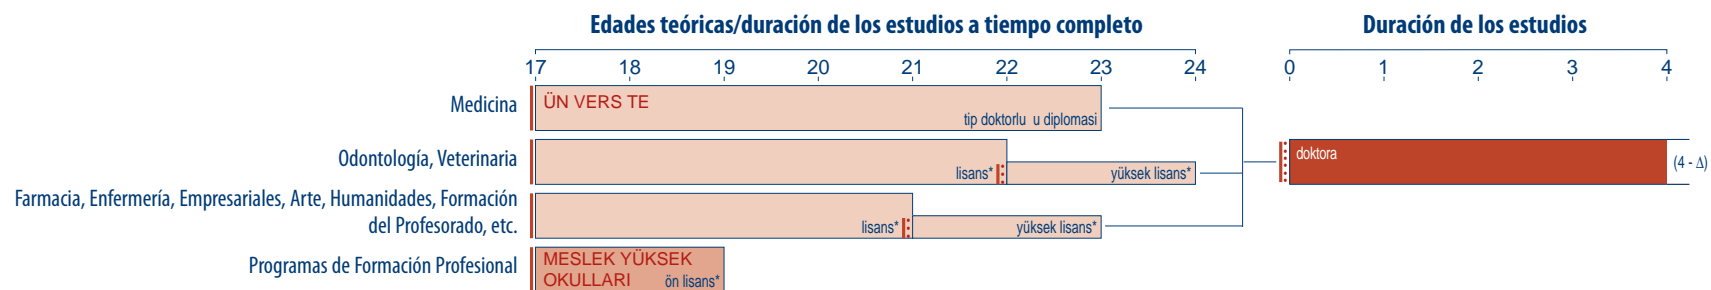 Edades teóricas/duración de los estudios a tiempo completo
Duración de los estudios
17 18 19 20 21 22 23 24
0 1 2 3 4
Medicina
ÜN VERS TE
tip doktorlu u diplomasi
Odontología, Veterinaria
lisans*
yüksek lisans*
doktora
(4 - Δ)
Farmacia, Enfermería, Empresariales, Arte, Humanidades, Formación
del Profesorado, etc.
lisans*
yüksek lisans*
Programas de Formación Profesional
MESLEK YÜKSEK
OKULLARI
ön lisans*